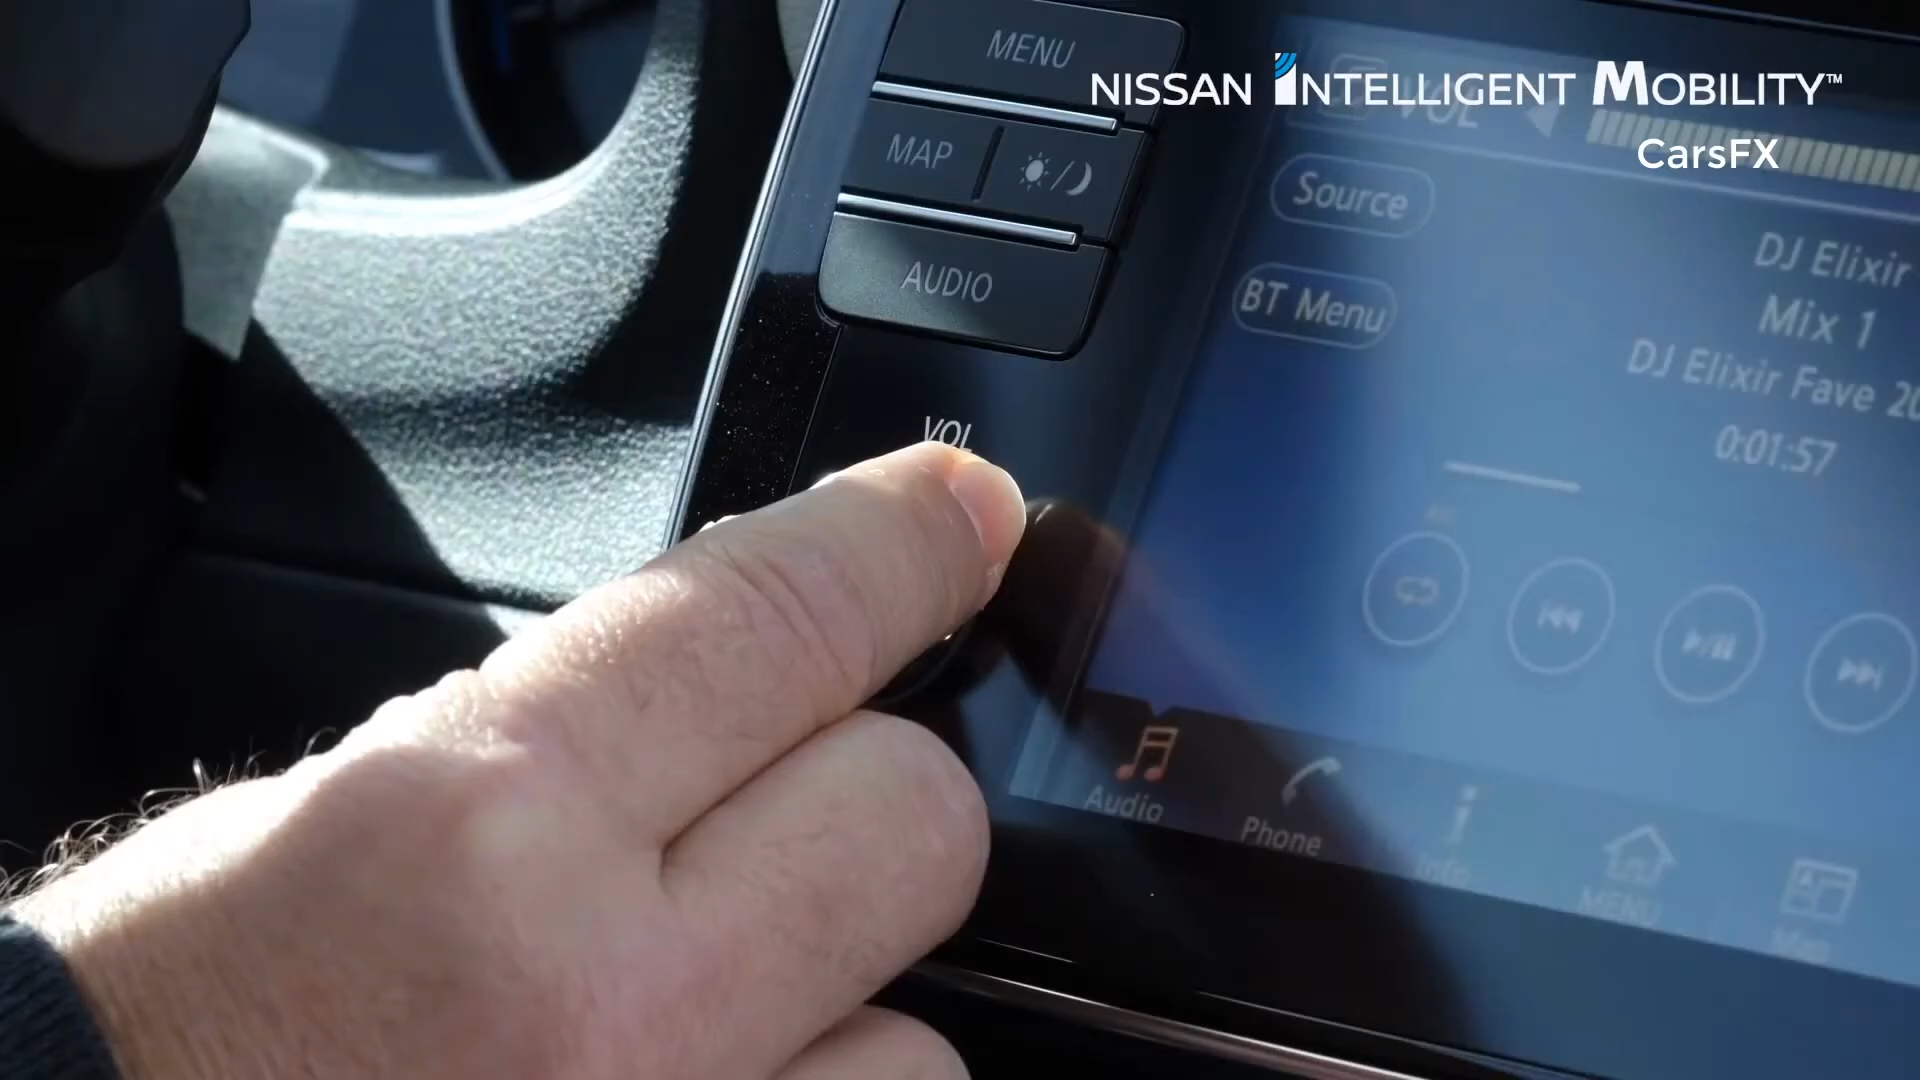 MENU
NISSAN INTELLIGENT MOBILITY™
CarsFX
VOL
MAP
Source
AUDIO
BT Menu
DJ Elixir
Mix 1
DJ Elixir Fave 20
0:01:57
VOL
Audio
Phone
Info
MENU
Map